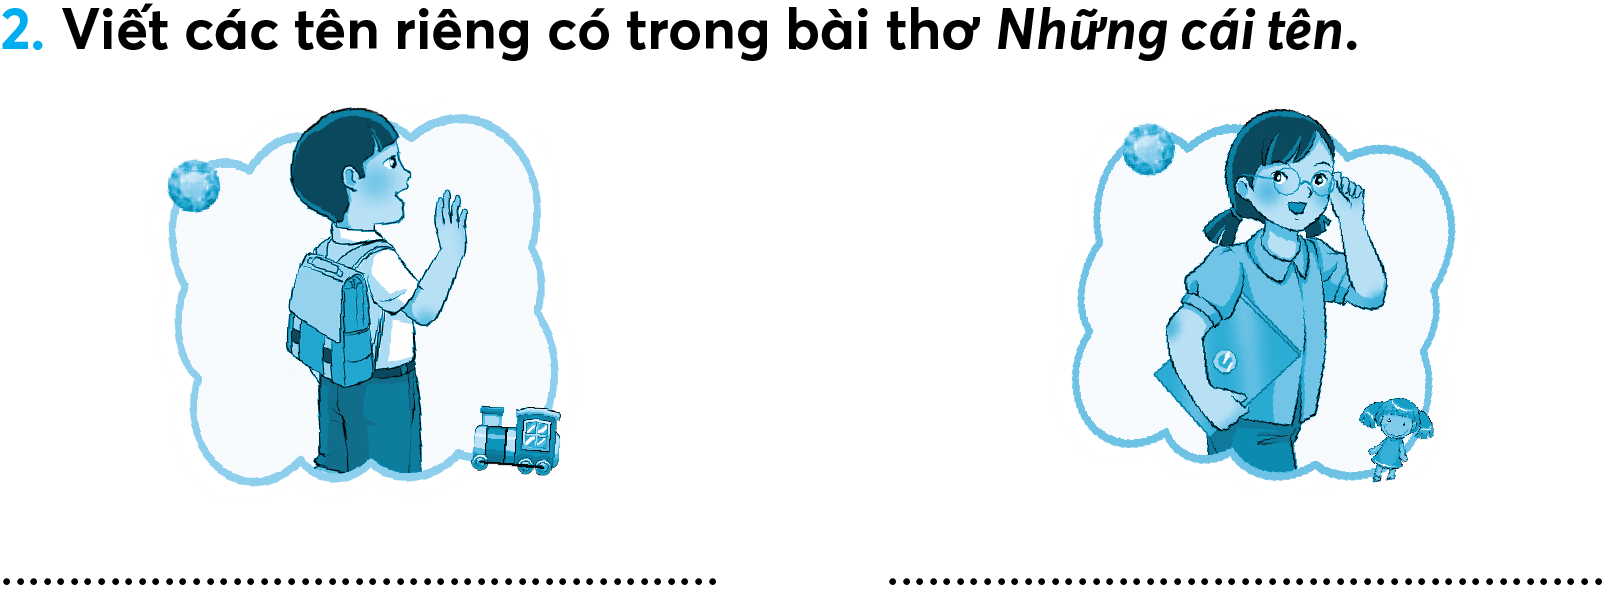 2. Viết các tên riêng có trong bài thơ Những cái tên.